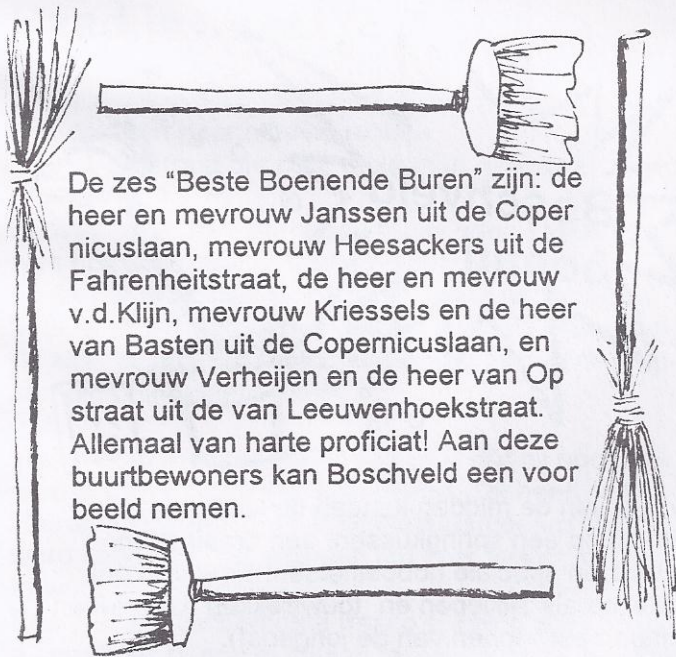 De zes “Beste Boenende Buren” zijn: de
heer en mevrouw Janssen uit de Coper
nicuslaan, mevrouw Heesackers uit de
Fahrenheitstraat, de heer en mevrouw
v.d.Klijn, mevrouw Kriessels en de heer
van Basten uit de Copernicuslaan, en
mevrouw Verheijen en de heer van Op
straat uit de van Leeuwenhoekstraat.
Allemaal van harte proficiat! Aan deze
buurtbewoners kan Boschveld een voor
beeld nemen.